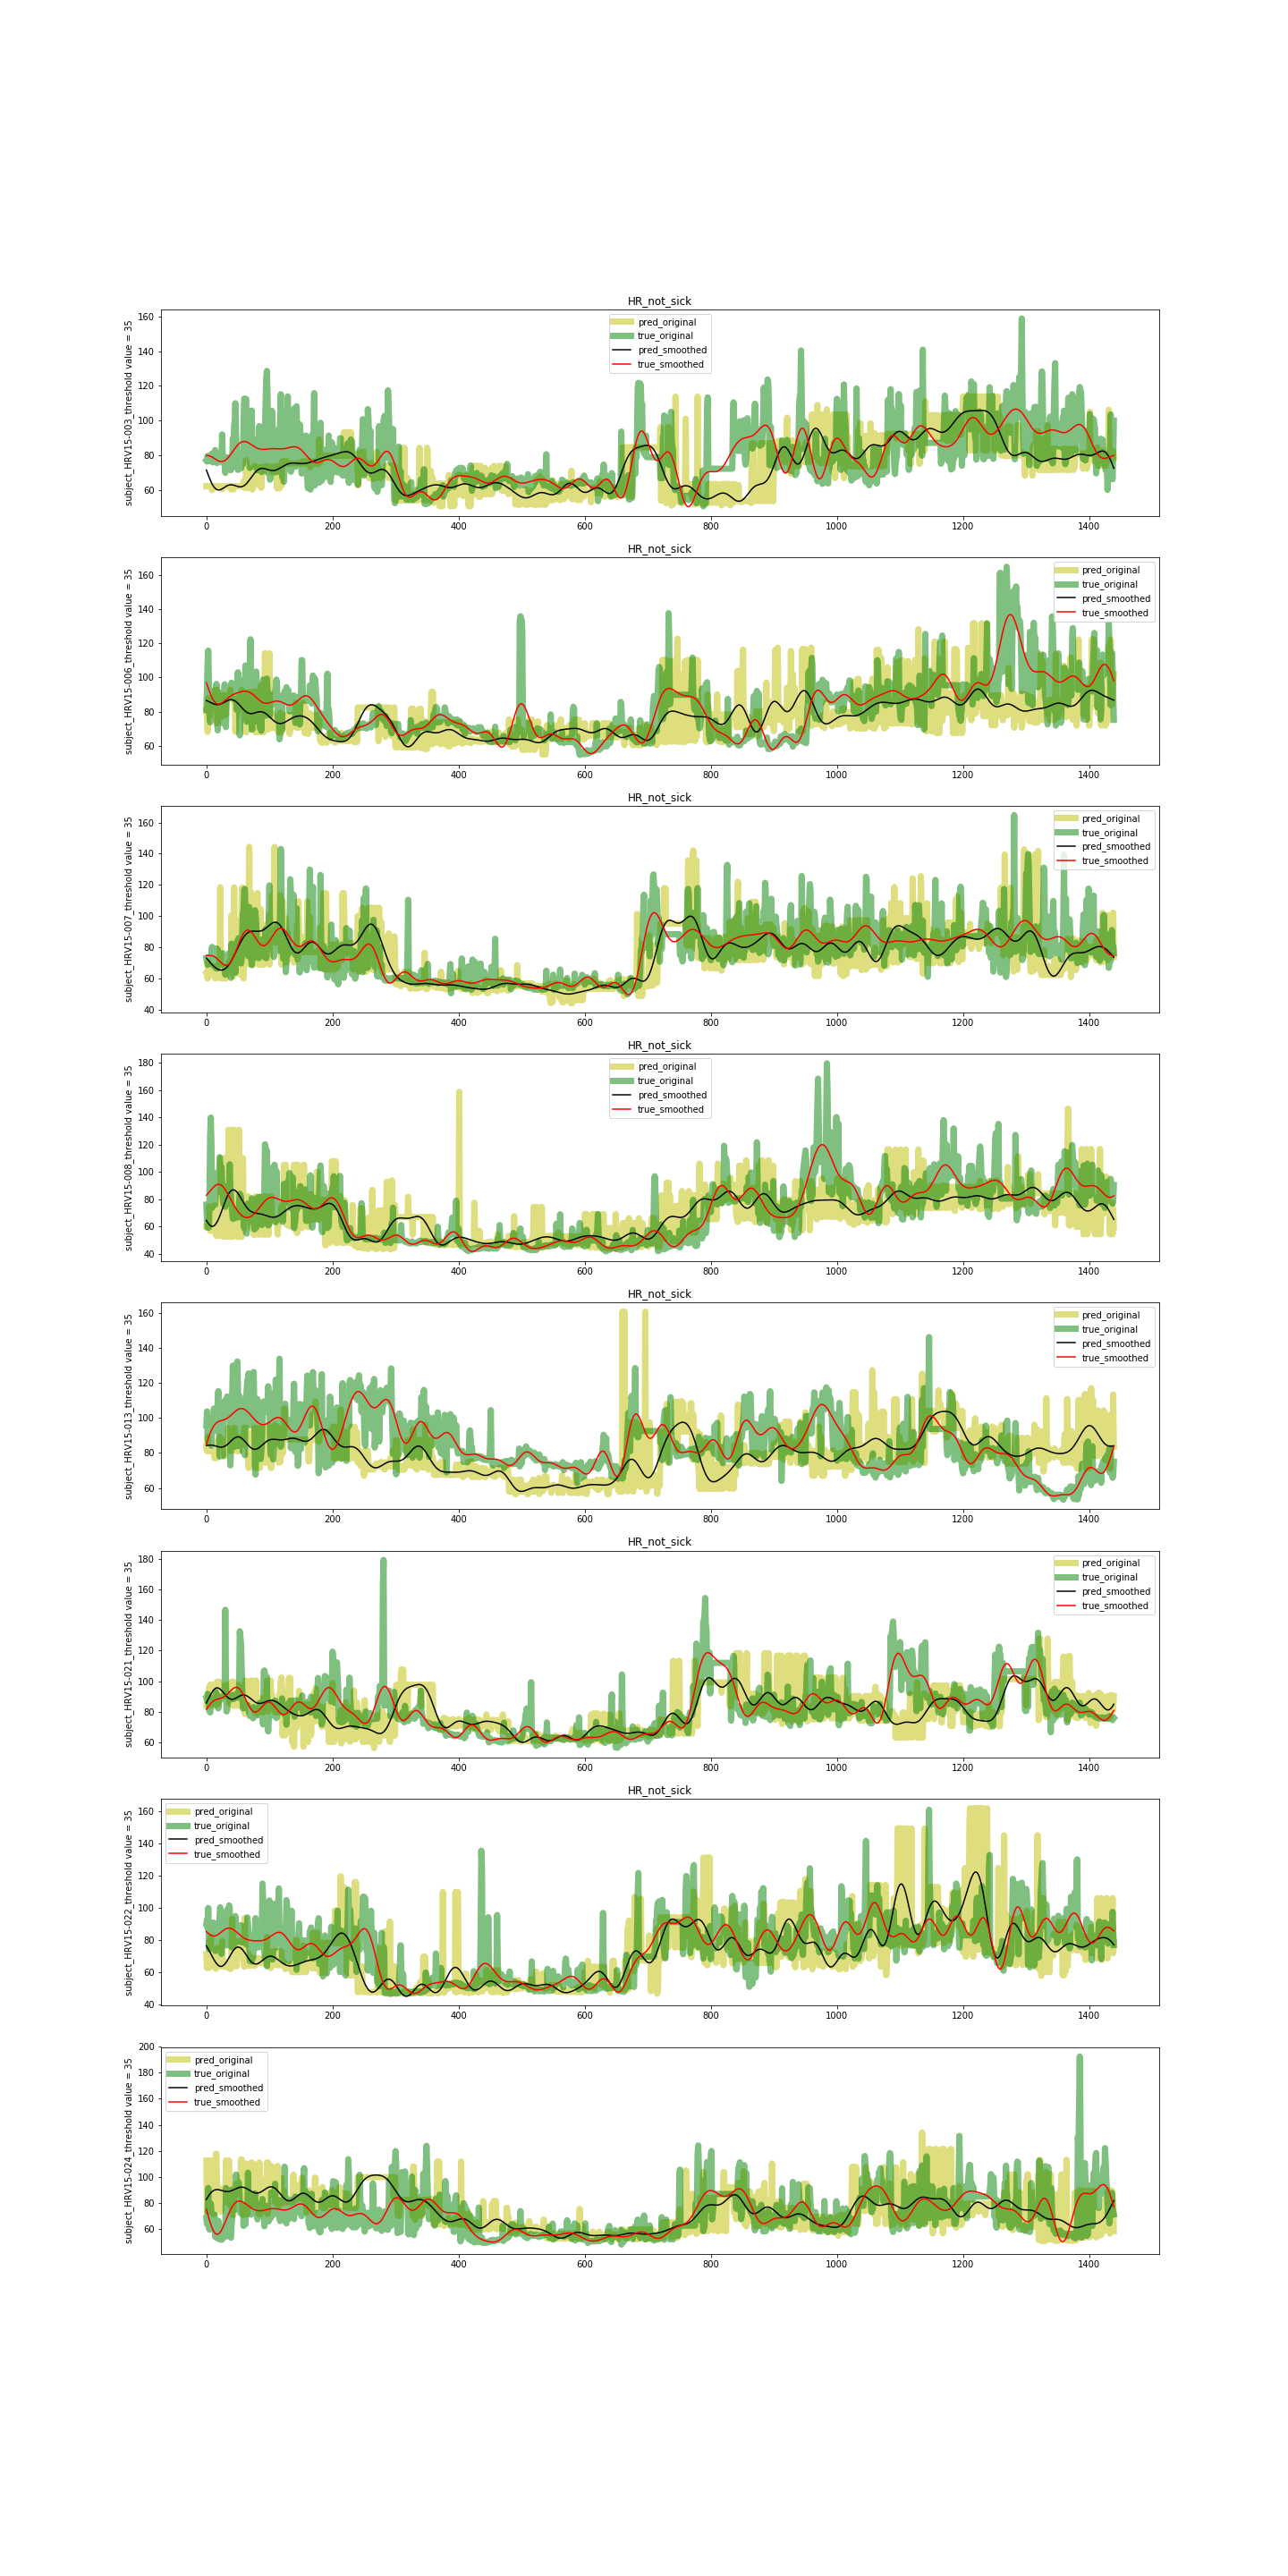 HR_not_sick
subject_HRV15-003_threshold value = 35
160
140
120
100
80
60
pred_original
true_original
pred_smoothed
true_smoothed
0 200 400 600 800 1000 1200 1400
HR_not_sick
subject_HRV15-006_threshold value = 35
160
140
120
100
80
60
pred_original
true_original
pred_smoothed
true_smoothed
0 200 400 600 800 1000 1200 1400
HR_not_sick
subject_HRV15-007_threshold value = 35
160
140
120
100
80
60
40
pred_original
true_original
pred_smoothed
true_smoothed
0 200 400 600 800 1000 1200 1400
HR_not_sick
subject_HRV15-008_threshold value = 35
180
160
140
120
100
80
60
40
pred_original
true_original
pred_smoothed
true_smoothed
0 200 400 600 800 1000 1200 1400
HR_not_sick
subject_HRV15-013_threshold value = 35
160
140
120
100
80
60
pred_original
true_original
pred_smoothed
true_smoothed
0 200 400 600 800 1000 1200 1400
HR_not_sick
subject_HRV15-021_threshold value = 35
180
160
140
120
100
80
60
pred_original
true_original
pred_smoothed
true_smoothed
0 200 400 600 800 1000 1200 1400
HR_not_sick
subject_HRV15-022_threshold value = 35
160
140
120
100
80
60
40
pred_original
true_original
pred_smoothed
true_smoothed
0 200 400 600 800 1000 1200 1400
subject_HRV15-024_threshold value = 35
200
180
160
140
120
100
80
60
pred_original
true_original
pred_smoothed
true_smoothed
0 200 400 600 800 1000 1200 1400